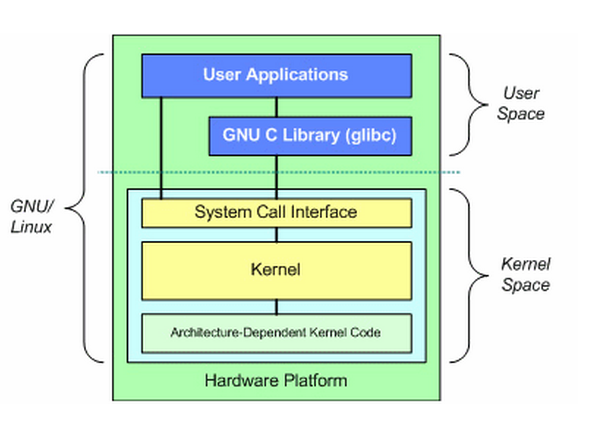 User Applications
GNU C Library (glibc)
User
Space
GNU/
Linux
System Call Interface
Kernel
Kernel
Space
Architecture-Dependent Kernel Code
Hardware Platform